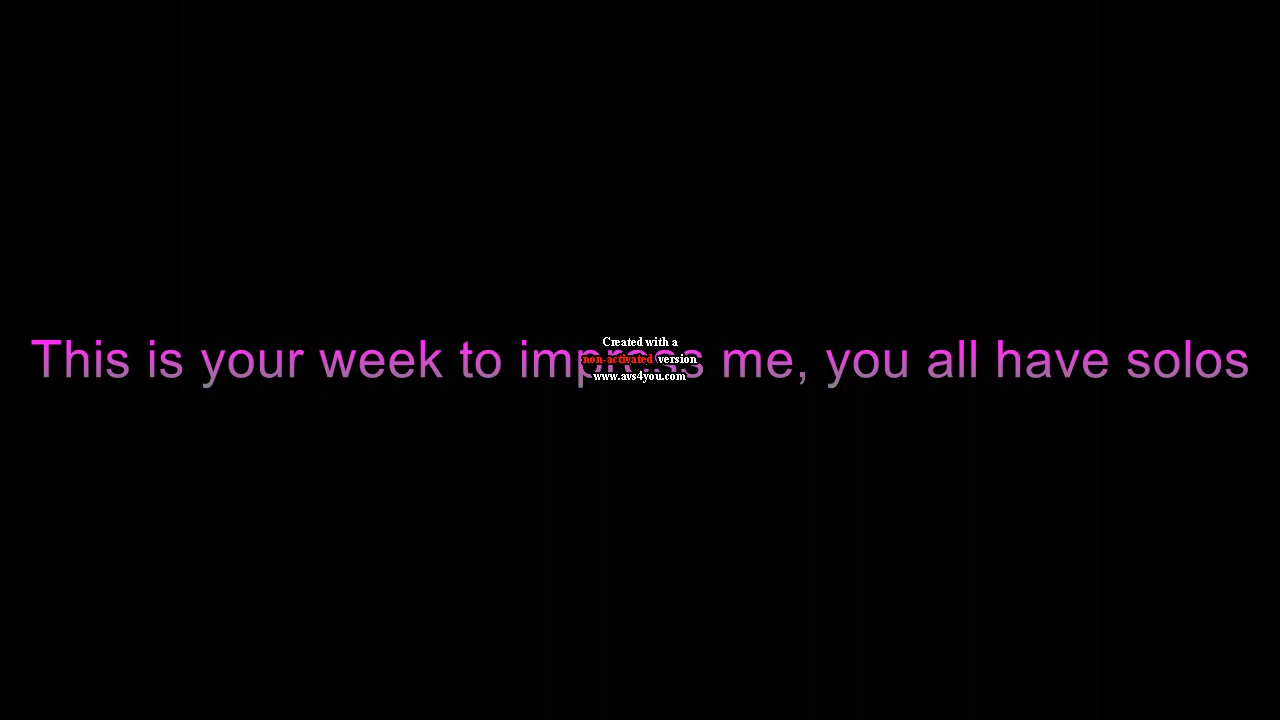 This is your week to impress me, you all have solos
Created with a
non-activated version
www.avs4you.com